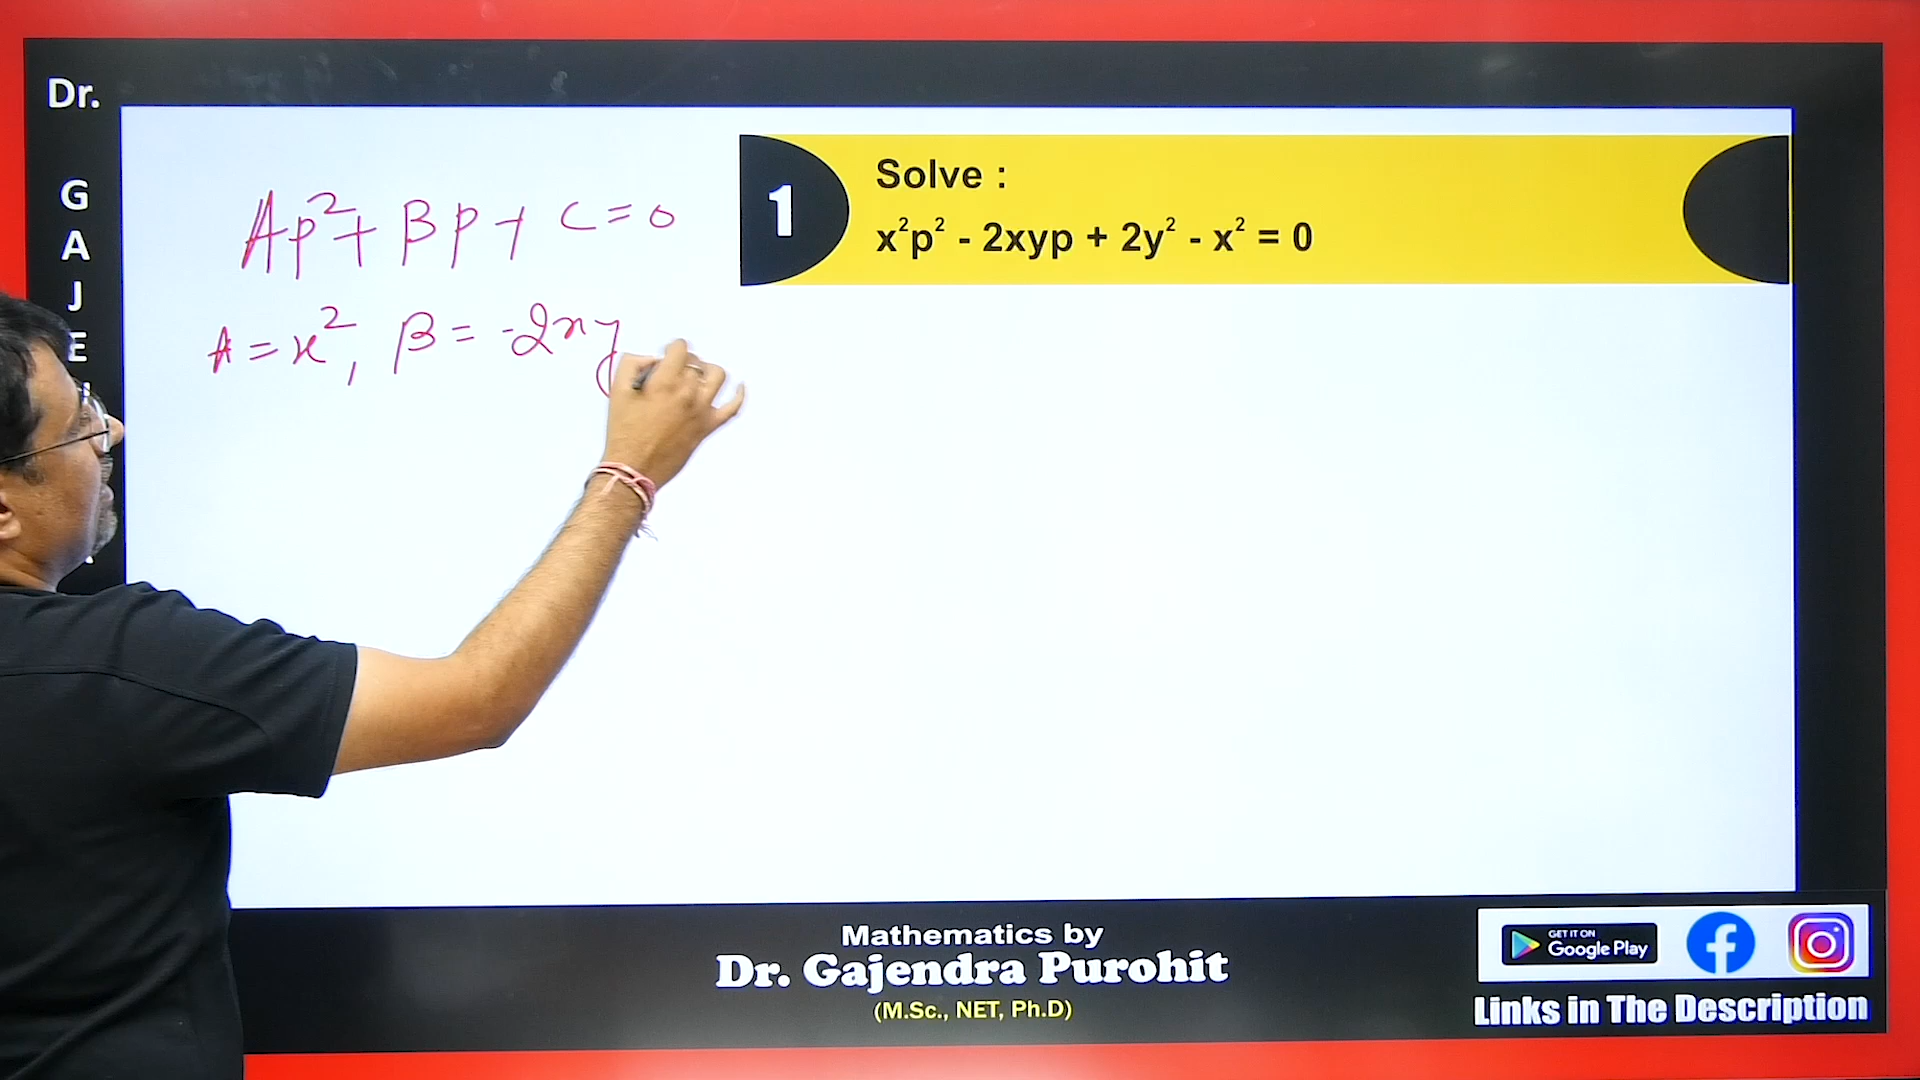 Dr.
G
A
J
E
Ap²+ Bp+ C=0
A=x², B=-2xy
1
Solve :
x²p² - 2xyp + 2y² - x² = 0
Mathematics by
Dr. Gajendra Purohit
(M.Sc., NET, Ph.D)
GET IT ON
Google Play
Links in The Description